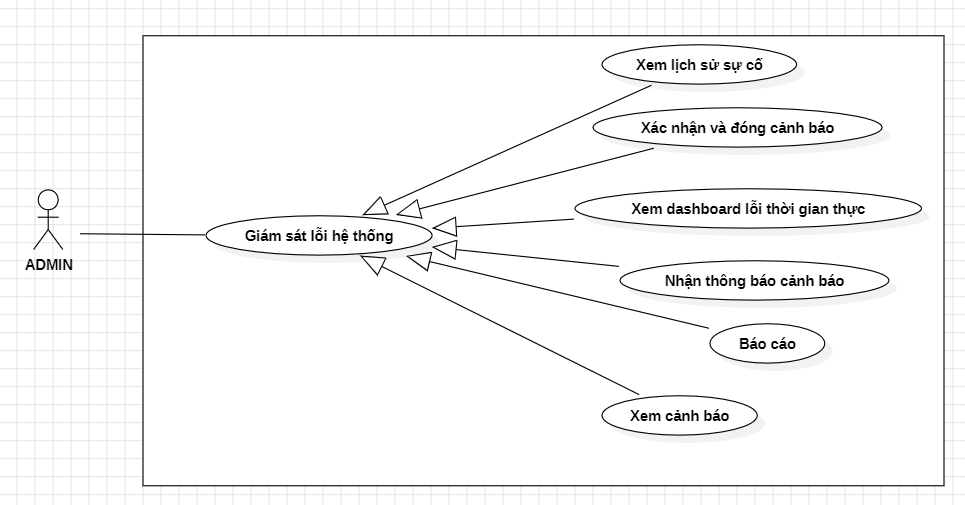 Xem lịch sử sự cố
Xác nhận và đóng cảnh báo
Xem dashboard lỗi thời gian thực
Giám sát lỗi hệ thống
ADMIN
Nhận thông báo cảnh báo
Báo cáo
Xem cảnh báo